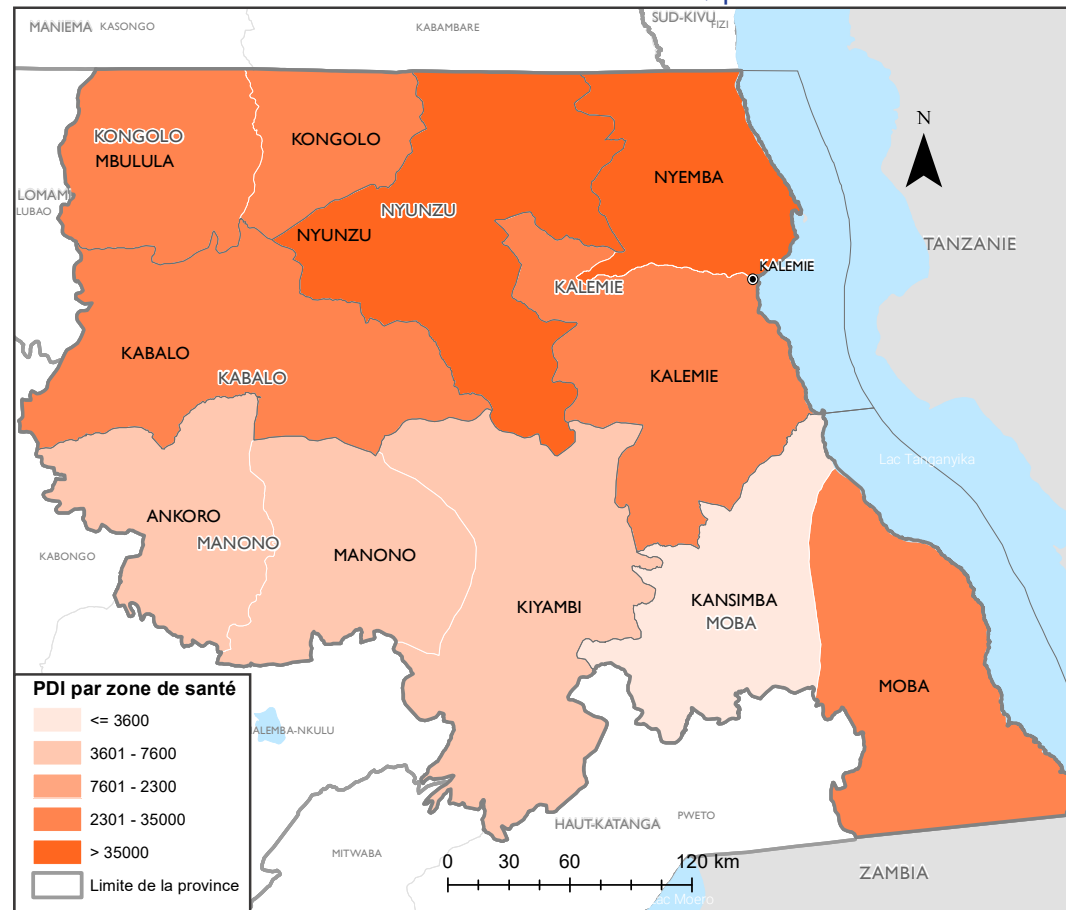 SUD-KIVU
FIZI
MANIEMA KASONGO
KABAMBARE
N
KONGOLO
KONGOLO
MBULULA
NYEMBA
LOMAMI
LUBAO
NYUNZU
NYUNZU
TANZANIE
KALEMIE
KALEMIE
KABALO
KABALO
KALEMIE
Lac Tanganyika
ANKORO
MANONO
MANONO
KABONGO
KIYAMBI
KANSIMBA
MOBA
MOBA
PDI par zone de santé
<= 3600
3601 - 7600
7601 - 2300
2301 - 35000
> 35000
Limite de la province
ALEMBA-NKULU
HAUT-KATANGA
PWETO
MITWABA
0 30 60 120 km
ZAMBIA
Lac Moero